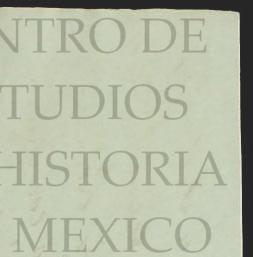 NTRO DE
TUDIOS
HISTORIA
MEXICO